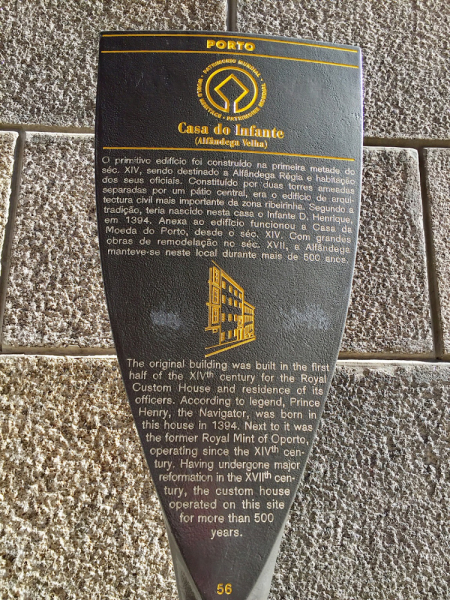 PORTO
PATRIMONIO MUNDIAL • WORLD HERITAGE • PATRIMOINE MONDIAL
Casa do Infante
(Alfândega Velha)
O primitivo edifício foi construído na primeira metade do
séc. XIV, sendo destinado a Alfândega Régia e habitação
dos seus oficiais. Constituído por duas torres ameadas
separadas por um pátio central, era o edifício de arqui-
tectura civil mais importante da zona ribeirinha. Segundo a
tradição, teria nascido nesta casa o Infante D. Henrique,
em 1394. Anexa ao edifício funcionou a Casa da
Moeda do Porto, desde o séc. XIV. Com grandes
obras de remodelação no séc. XVII, a Alfândega
manteve-se neste local durante mais de 500 anos.
The original building was built in the first
half of the XIVth century for the Royal
Custom House and residence of its
officers. According to legend, Prince
Henry, the Navigator, was born in
this house in 1394. Next to it was
the former Royal Mint of Oporto,
operating since the XIVth cen-
tury. Having undergone major
reformation in the XVIIth cen-
tury, the custom house
operated on this site
for more than 500
years.
56